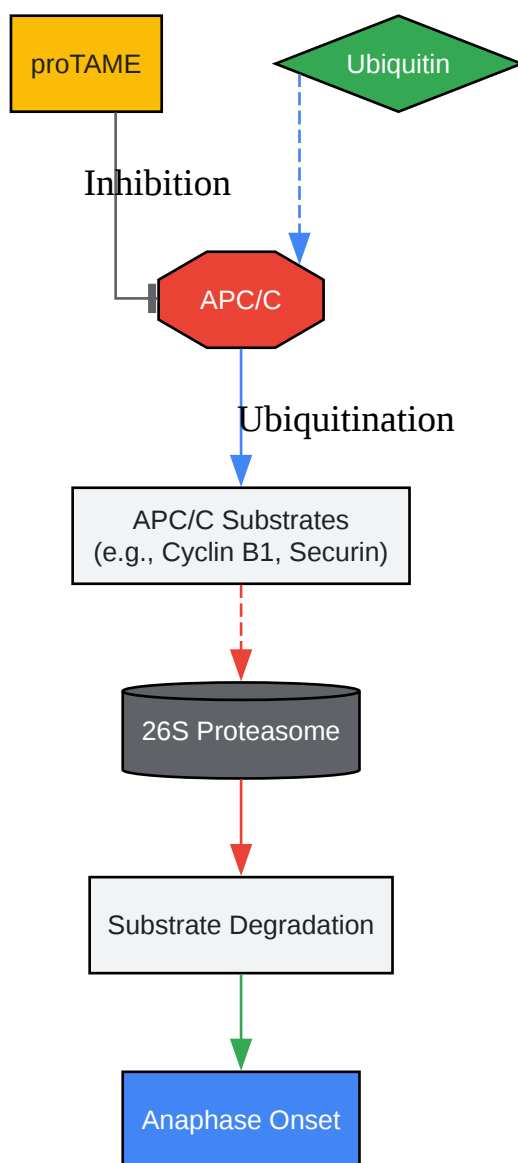 proTAME
Ubiquitin
Inhibition
APC/C
Ubiquitination
APC/C Substrates
(e.g., Cyclin B1, Securin)
26S Proteasome
Substrate Degradation
Anaphase Onset